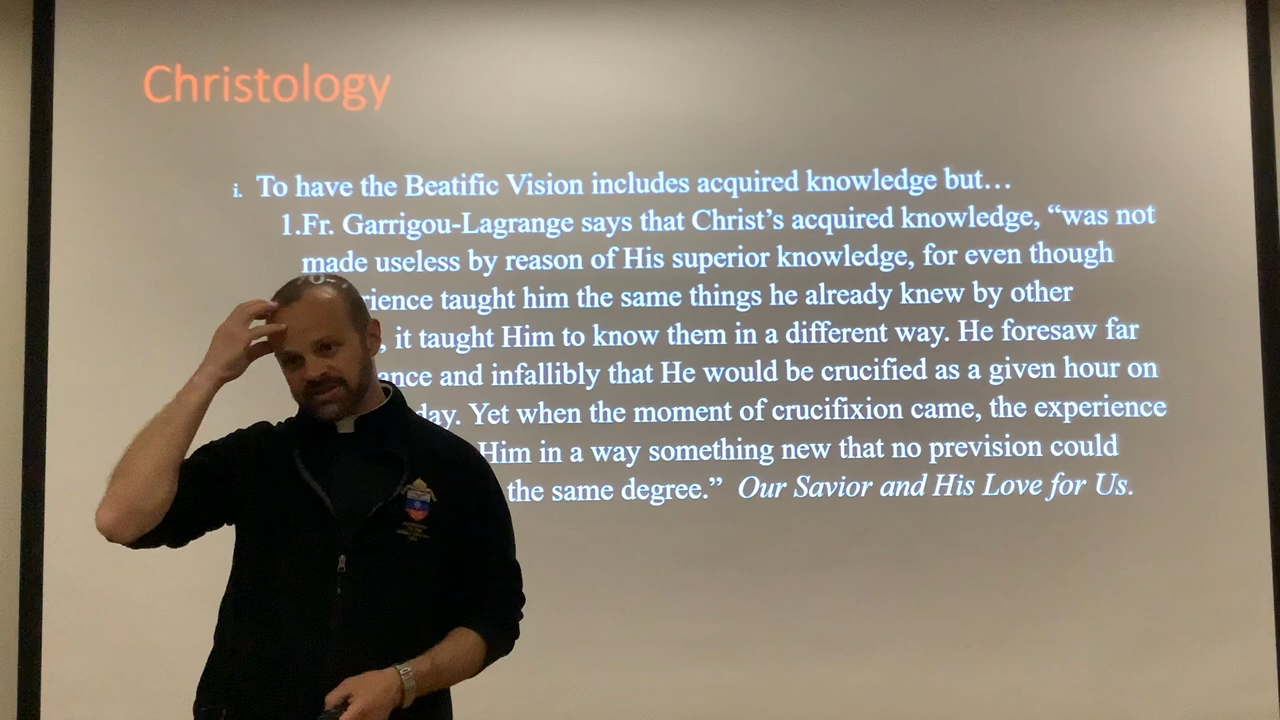 Christology
i. To have the Beatific Vision includes acquired knowledge but…
1.Fr. Garrigou-Lagrange says that Christ’s acquired knowledge, “was not
made useless by reason of His superior knowledge, for even though
rience taught him the same things he already knew by other
, it taught Him to know them in a different way. He foresaw far
ance and infallibly that He would be crucified as a given hour on
day. Yet when the moment of crucifixion came, the experience
Him in a way something new that no prevision could
the same degree.” Our Savior and His Love for Us.